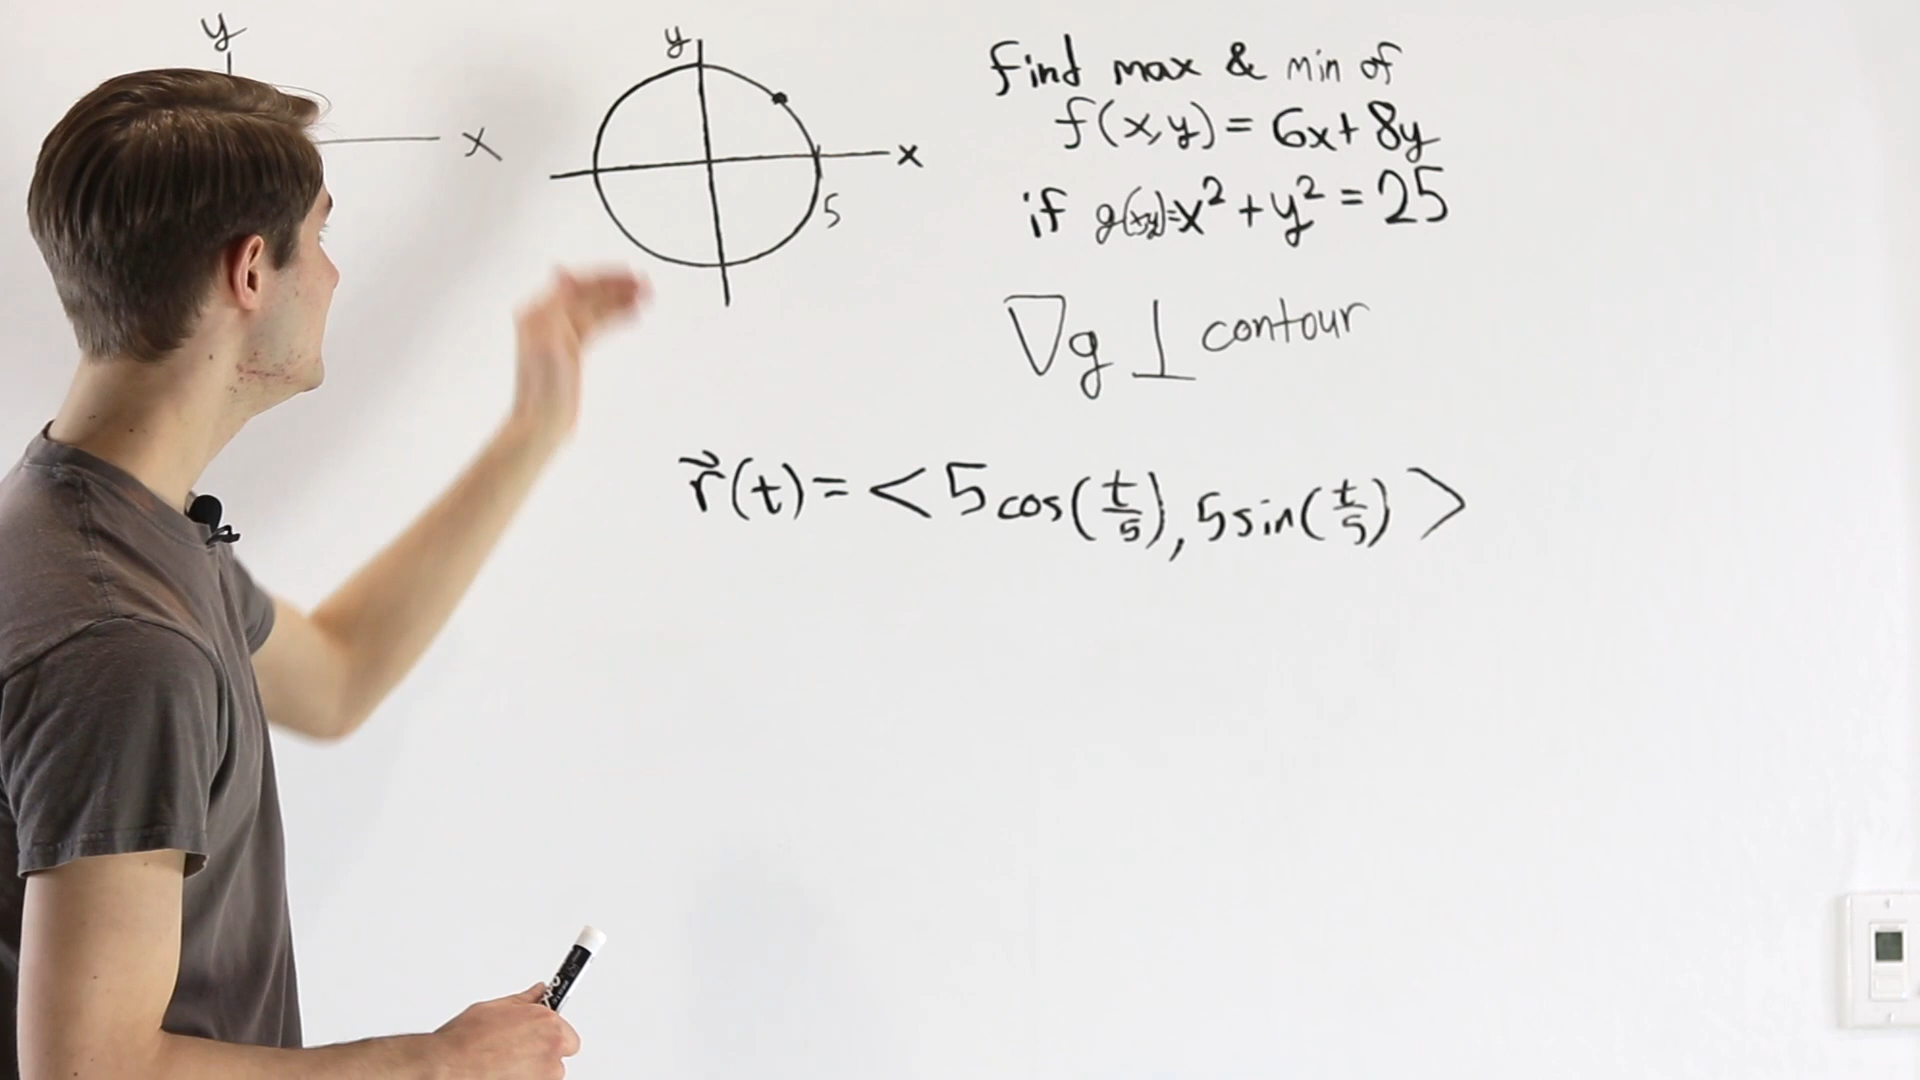 y
x
y
x
5
find max & min of
f(x,y) = 6x + 8y
if g(x,y)=x² + y² = 25
∇g ⊥ contour
r⃗(t) = <5cos(t/5), 5sin(t/5)>